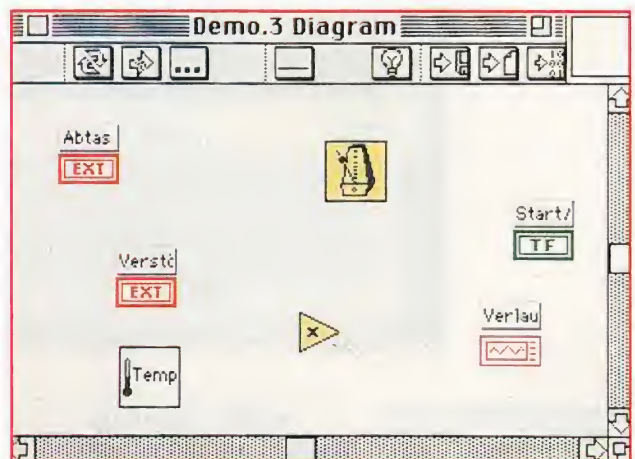 Demo.3 Diagram
Abtas
EXT
Start/
TF
Verstä
EXT
Verlau
Temp
x